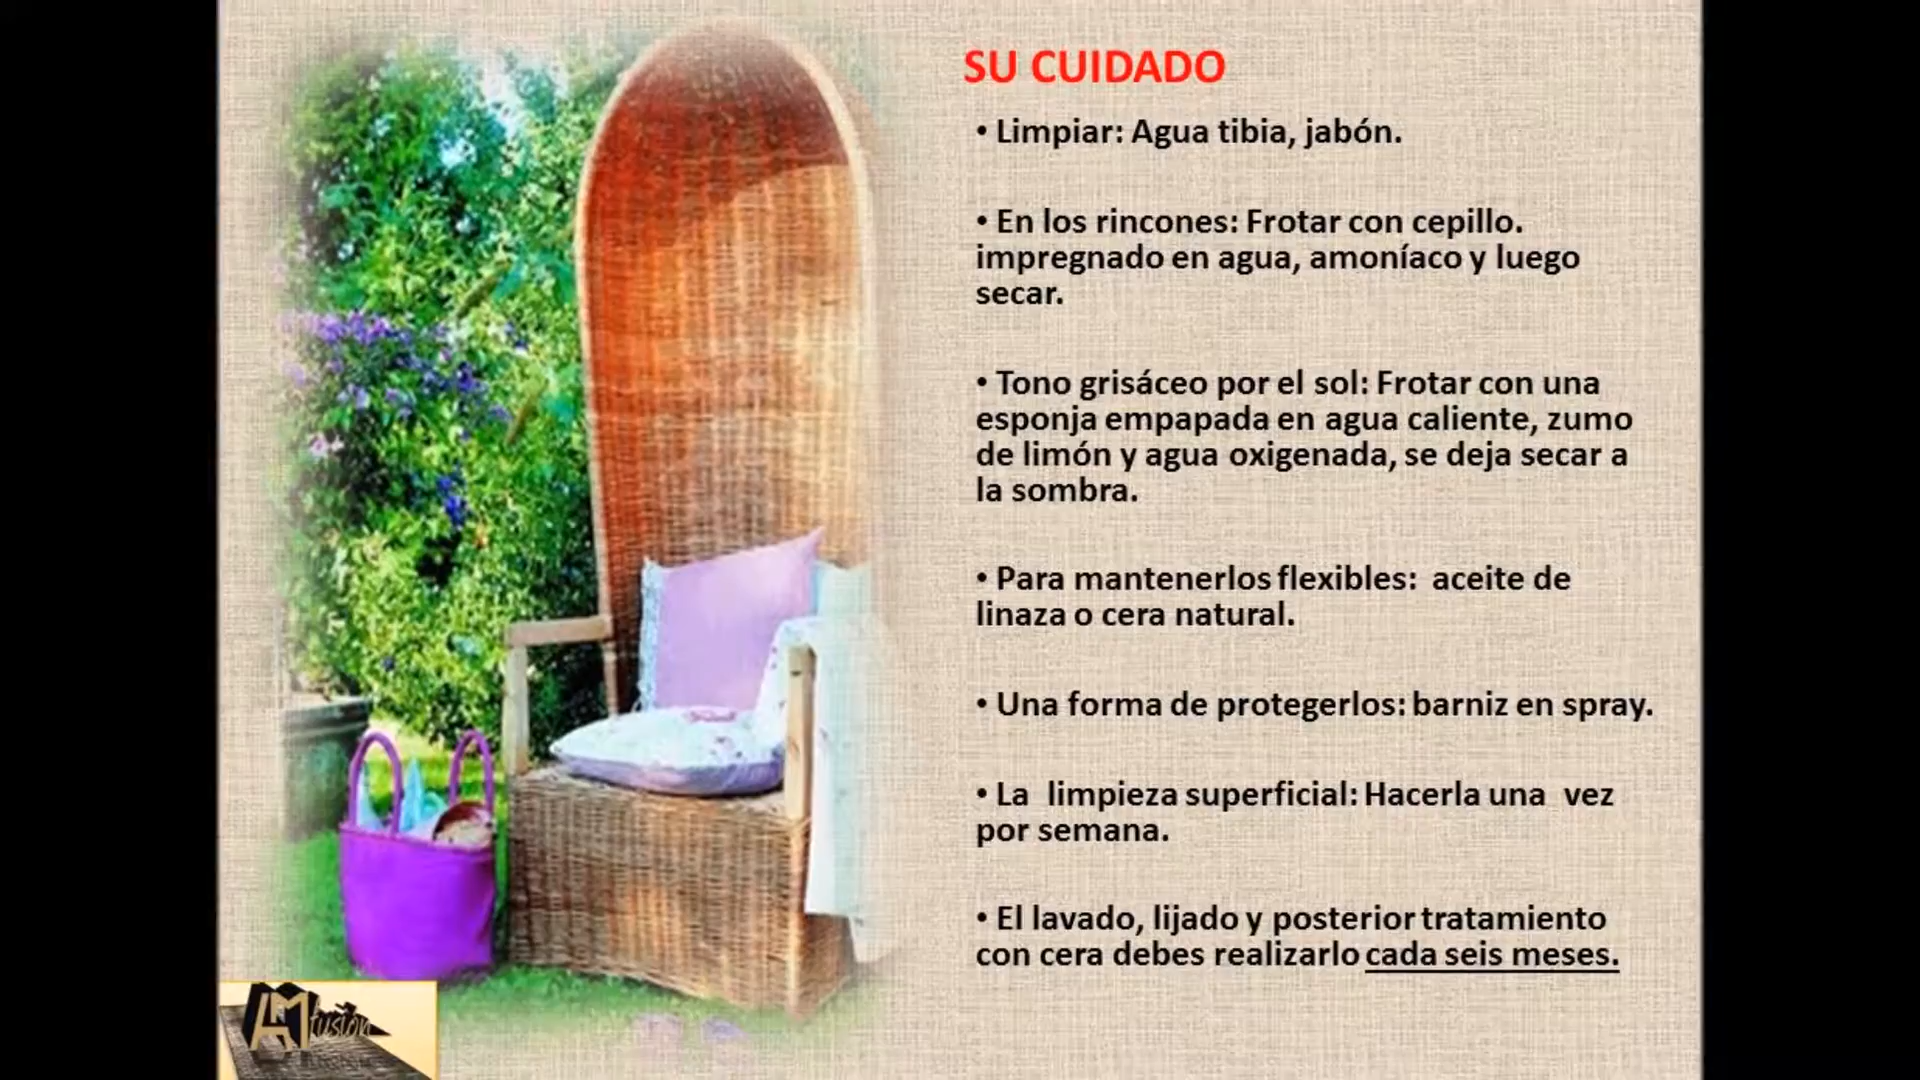 SU CUIDADO
• Limpiar: Agua tibia, jabón.
• En los rincones: Frotar con cepillo.
impregnado en agua, amoníaco y luego
secar.
• Tono grisáceo por el sol: Frotar con una
esponja empapada en agua caliente, zumo
de limón y agua oxigenada, se deja secar a
la sombra.
• Para mantenerlos flexibles: aceite de
linaza o cera natural.
• Una forma de protegerlos: barniz en spray.
• La limpieza superficial: Hacerla una vez
por semana.
• El lavado, lijado y posterior tratamiento
con cera debes realizarlo cada seis meses.
AM fusión